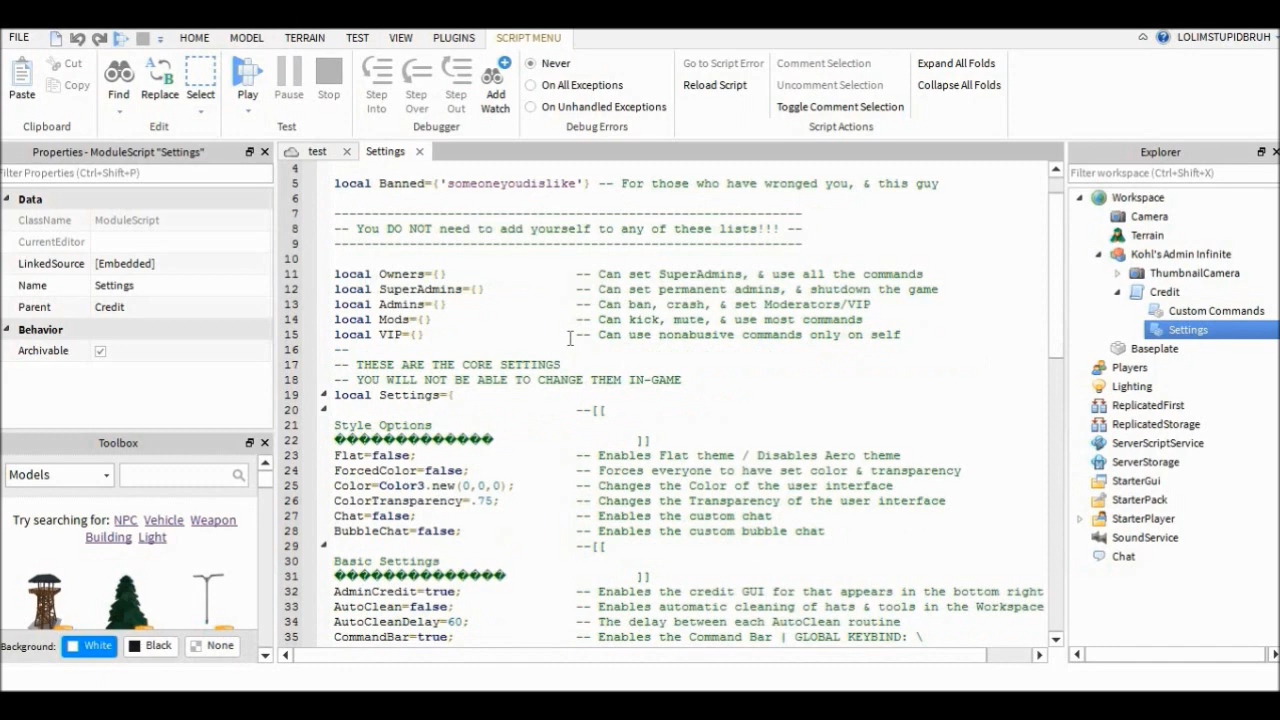 FILE HOME MODEL TERRAIN TEST VIEW PLUGINS SCRIPT MENU LOLIMSTUPIDBRUH
Paste Cut Copy
Clipboard
Find Replace Select
Edit
Play Pause Stop
Test
Step Into Step Over Step Out Add Watch
Debugger
Never
On All Exceptions
On Unhandled Exceptions
Debug Errors
Go to Script Error
Reload Script
Comment Selection
Uncomment Selection
Toggle Comment Selection
Script Actions
Expand All Folds
Collapse All Folds
Properties - ModuleScript "Settings"
Filter Properties (Ctrl+Shift+P)
Data
ClassName ModuleScript
CurrentEditor
LinkedSource [Embedded]
Name Settings
Parent Credit
Behavior
Archivable
Toolbox
Models
Try searching for: NPC Vehicle Weapon
Building Light
Background: White Black None
test Settings
4
5 local Banned={'someoneyoudislike'} -- For those who have wronged you, & this guy
6
7 --------------------------------------------------------------
8 -- You DO NOT need to add yourself to any of these lists!!! --
9 --------------------------------------------------------------
10
11 local Owners={} -- Can set SuperAdmins, & use all the commands
12 local SuperAdmins={} -- Can set permanent admins, & shutdown the game
13 local Admins={} -- Can ban, crash, & set Moderators/VIP
14 local Mods={} -- Can kick, mute, & use most commands
15 local VIP={} -- Can use nonabusive commands only on self
16 --
17 -- THESE ARE THE CORE SETTINGS
18 -- YOU WILL NOT BE ABLE TO CHANGE THEM IN-GAME
19 local Settings={
20 --[[
21 Style Options
22 ��������������� ]]
23 Flat=false; -- Enables Flat theme / Disables Aero theme
24 ForcedColor=false; -- Forces everyone to have set color & transparency
25 Color=Color3.new(0,0,0); -- Changes the Color of the user interface
26 ColorTransparency=.75; -- Changes the Transparency of the user interface
27 Chat=false; -- Enables the custom chat
28 BubbleChat=false; -- Enables the custom bubble chat
29 --[[
30 Basic Settings
31 ���������������� ]]
32 AdminCredit=true; -- Enables the credit GUI for that appears in the bottom right
33 AutoClean=false; -- Enables automatic cleaning of hats & tools in the Workspace
34 AutoCleanDelay=60; -- The delay between each AutoClean routine
35 CommandBar=true; -- Enables the Command Bar | GLOBAL KEYBIND: \
Explorer
Filter workspace (Ctrl+Shift+X)
Workspace
Camera
Terrain
Kohl's Admin Infinite
ThumbnailCamera
Credit
Custom Commands
Settings
Baseplate
Players
Lighting
ReplicatedFirst
ReplicatedStorage
ServerScriptService
ServerStorage
StarterGui
StarterPack
StarterPlayer
SoundService
Chat